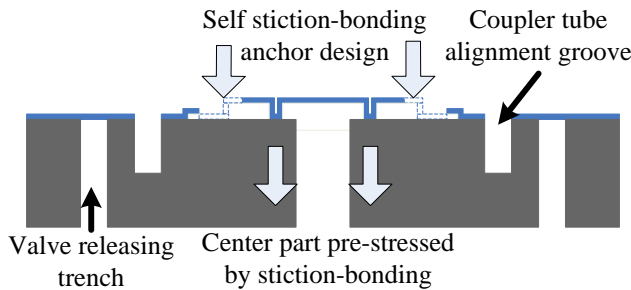 Self stiction-bonding
anchor design
Coupler tube
alignment groove
Valve releasing
trench
Center part pre-stressed
by stiction-bonding